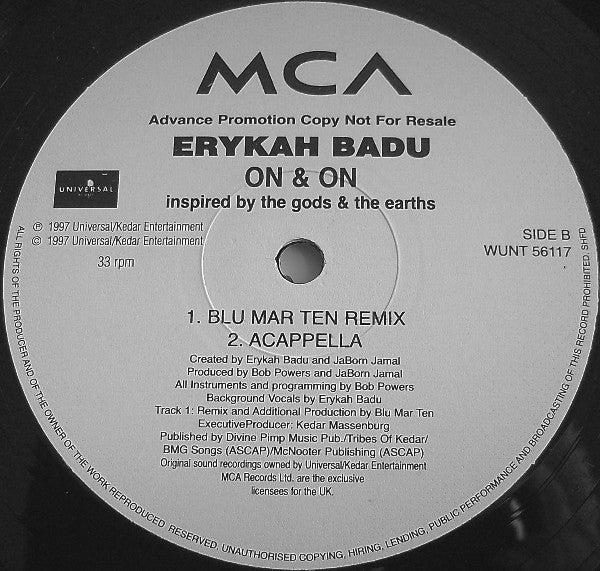 MCA
Advance Promotion Copy Not For Resale
ERYKAH BADU
ON & ON
inspired by the gods & the earths
UNIVERSAL
℗ 1997 Universal/Kedar Entertainment
© 1997 Universal/Kedar Entertainment
33 rpm
SIDE B
WUNT 56117
1. BLU MAR TEN REMIX
2. ACAPPELLA
Created by Erykah Badu and JaBorn Jamal
Produced by Bob Powers and JaBorn Jamal
All Instruments and programming by Bob Powers
Background Vocals by Erykah Badu
Track 1: Remix and Additional Production by Blu Mar Ten
ExecutiveProducer: Kedar Massenburg
Published by Divine Pimp Music Pub./Tribes Of Kedar/
BMG Songs (ASCAP)/McNooter Publishing (ASCAP)
Original sound recordings owned by Universal/Kedar Entertainment
MCA Records Ltd. are the exclusive
licensees for the UK.
ALL RIGHTS OF THE PRODUCER AND OF THE OWNER OF THE WORK REPRODUCED RESERVED. UNAUTHORISED COPYING, HIRING, LENDING, PUBLIC PERFORMANCE AND BROADCASTING OF THIS RECORD PROHIBITED. SHFD